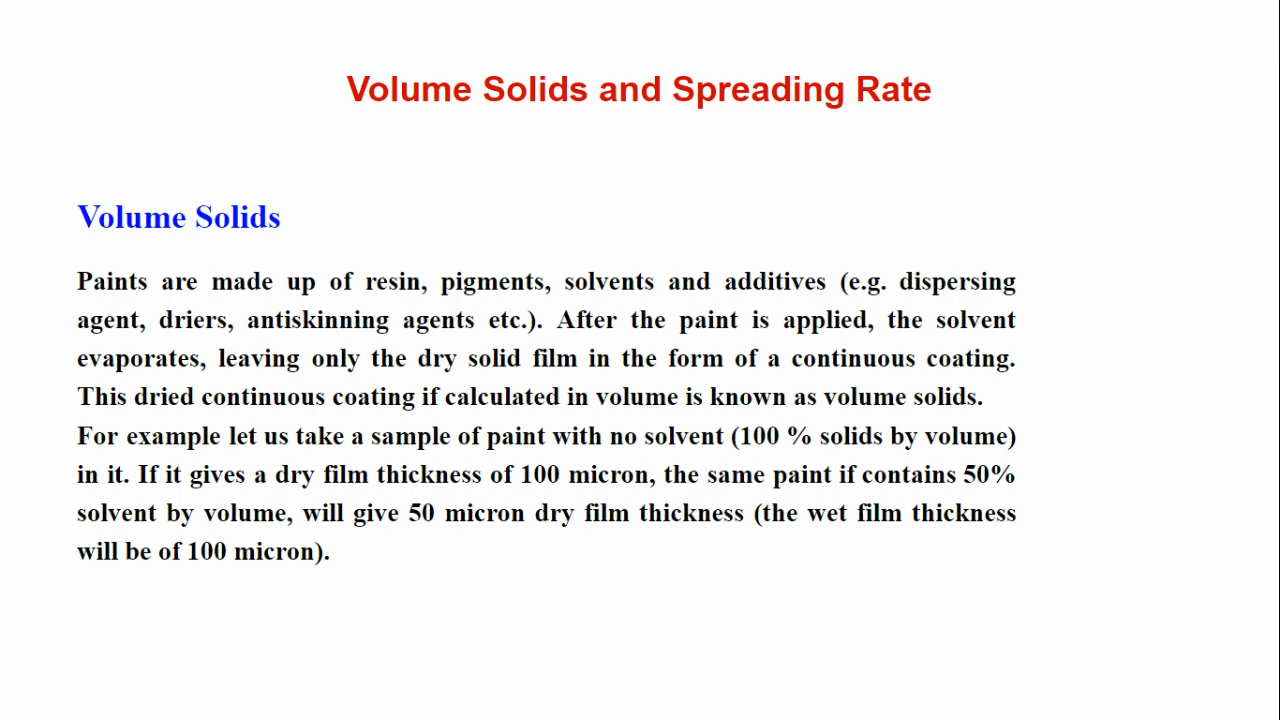 Volume Solids and Spreading Rate
Volume Solids
Paints are made up of resin, pigments, solvents and additives (e.g. dispersing
agent, driers, antiskinning agents etc.). After the paint is applied, the solvent
evaporates, leaving only the dry solid film in the form of a continuous coating.
This dried continuous coating if calculated in volume is known as volume solids.
For example let us take a sample of paint with no solvent (100 % solids by volume)
in it. If it gives a dry film thickness of 100 micron, the same paint if contains 50%
solvent by volume, will give 50 micron dry film thickness (the wet film thickness
will be of 100 micron).